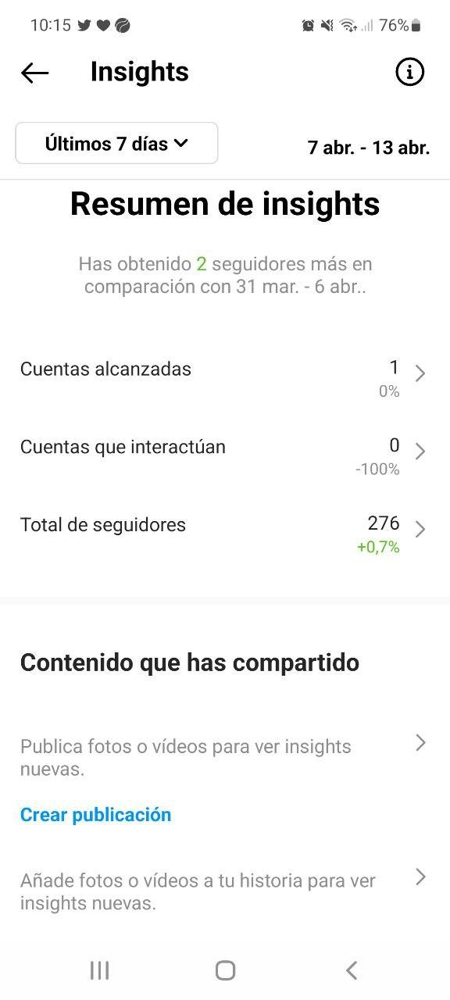 10:15
76%
Insights
Últimos 7 días
7 abr. - 13 abr.
Resumen de insights
Has obtenido 2 seguidores más en
comparación con 31 mar. - 6 abr..
Cuentas alcanzadas
1
0%
Cuentas que interactúan
0
-100%
Total de seguidores
276
+0,7%
Contenido que has compartido
Publica fotos o vídeos para ver insights
nuevas.
Crear publicación
Añade fotos o vídeos a tu historia para ver
insights nuevas.